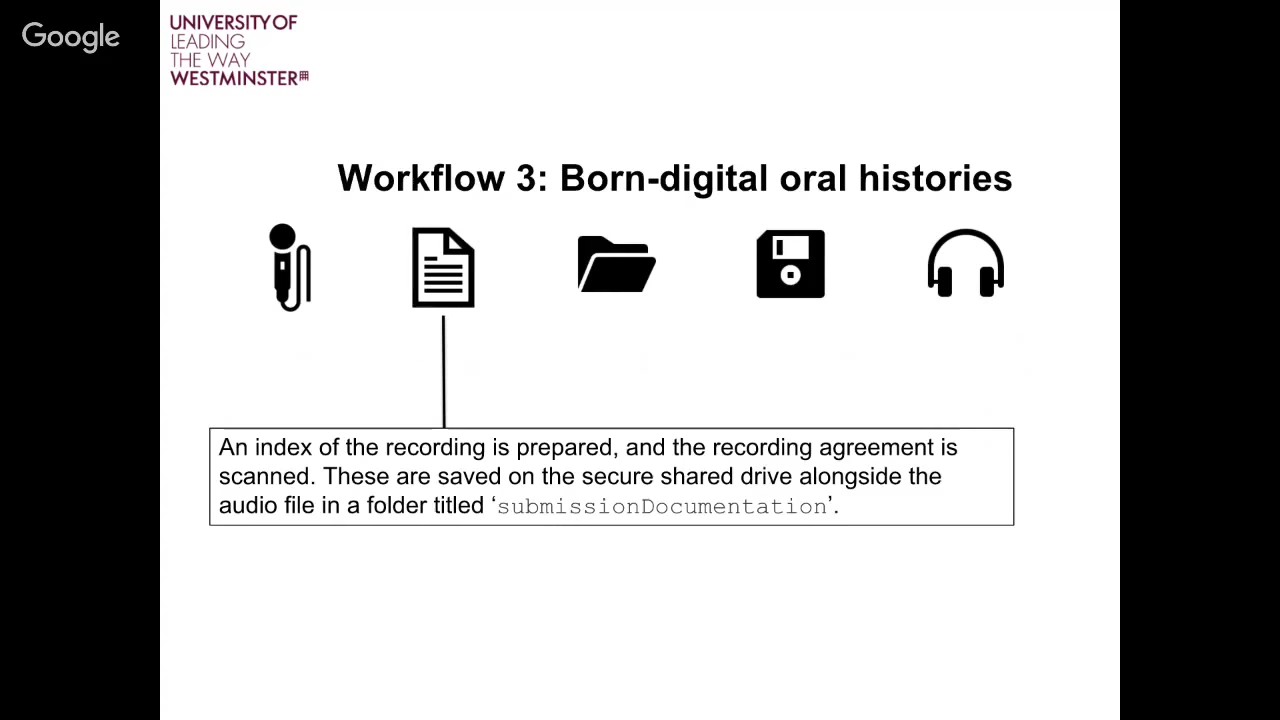 Google
UNIVERSITY OF
LEADING
THE WAY
WESTMINSTER
Workflow 3: Born-digital oral histories
An index of the recording is prepared, and the recording agreement is
scanned. These are saved on the secure shared drive alongside the
audio file in a folder titled ‘submissionDocumentation’.